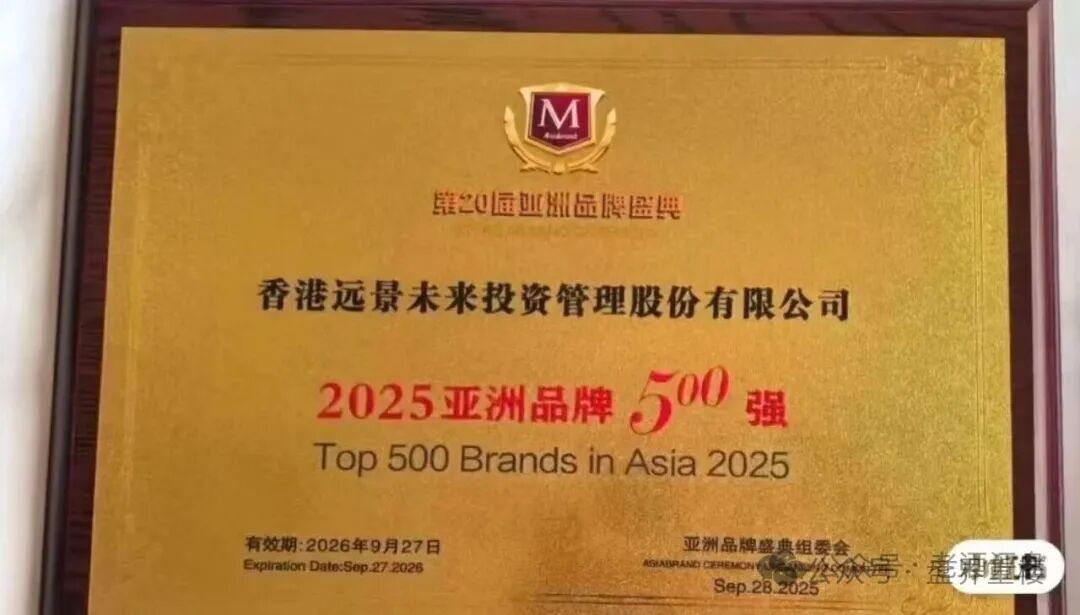 M
Asiabrand
第20届亚洲品牌盛典
香港远景未来投资管理股份有限公司
2025亚洲品牌500强
Top 500 Brands in Asia 2025
有效期:2026年9月27日
Expiration Date:Sep.27.2026
亚洲品牌盛典组委会
ASIABRAND CEREMONY
Sep.28.2025
公众号 ·